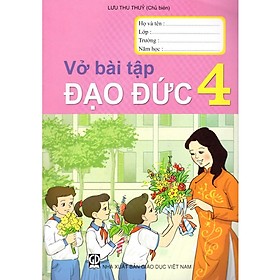 LƯU THU THUỶ (Chủ biên)
Họ và tên :
Lớp :
Trường :
Năm học :
Vở bài tập
ĐẠO ĐỨC 4
NHÀ XUẤT BẢN GIÁO DỤC VIỆT NAM